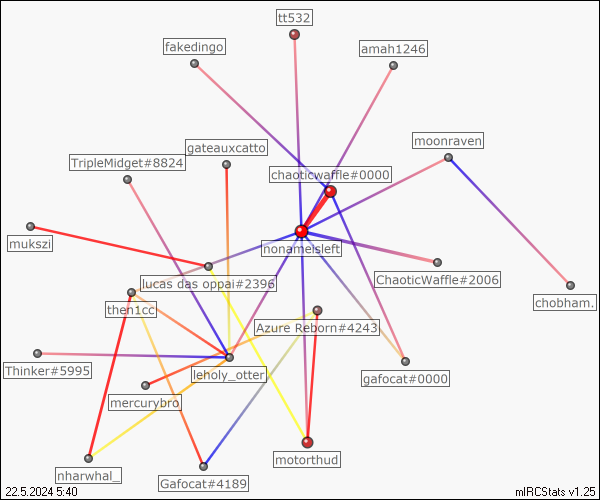 tt532
fakedingo
amah1246
moonraven
gateauxcatto
TripleMidget#8824
chaoticwaffle#0000
mukszi
nonameisleft
lucas das oppai#2396
ChaoticWaffle#2006
chobham.
then1cc
Azure Reborn#4243
Thinker#5995
leholy_otter
gafocat#0000
mercurybro
motorthud
nharwhal_
Gafocat#4189
22.5.2024 5:40
mIRCStats v1.25